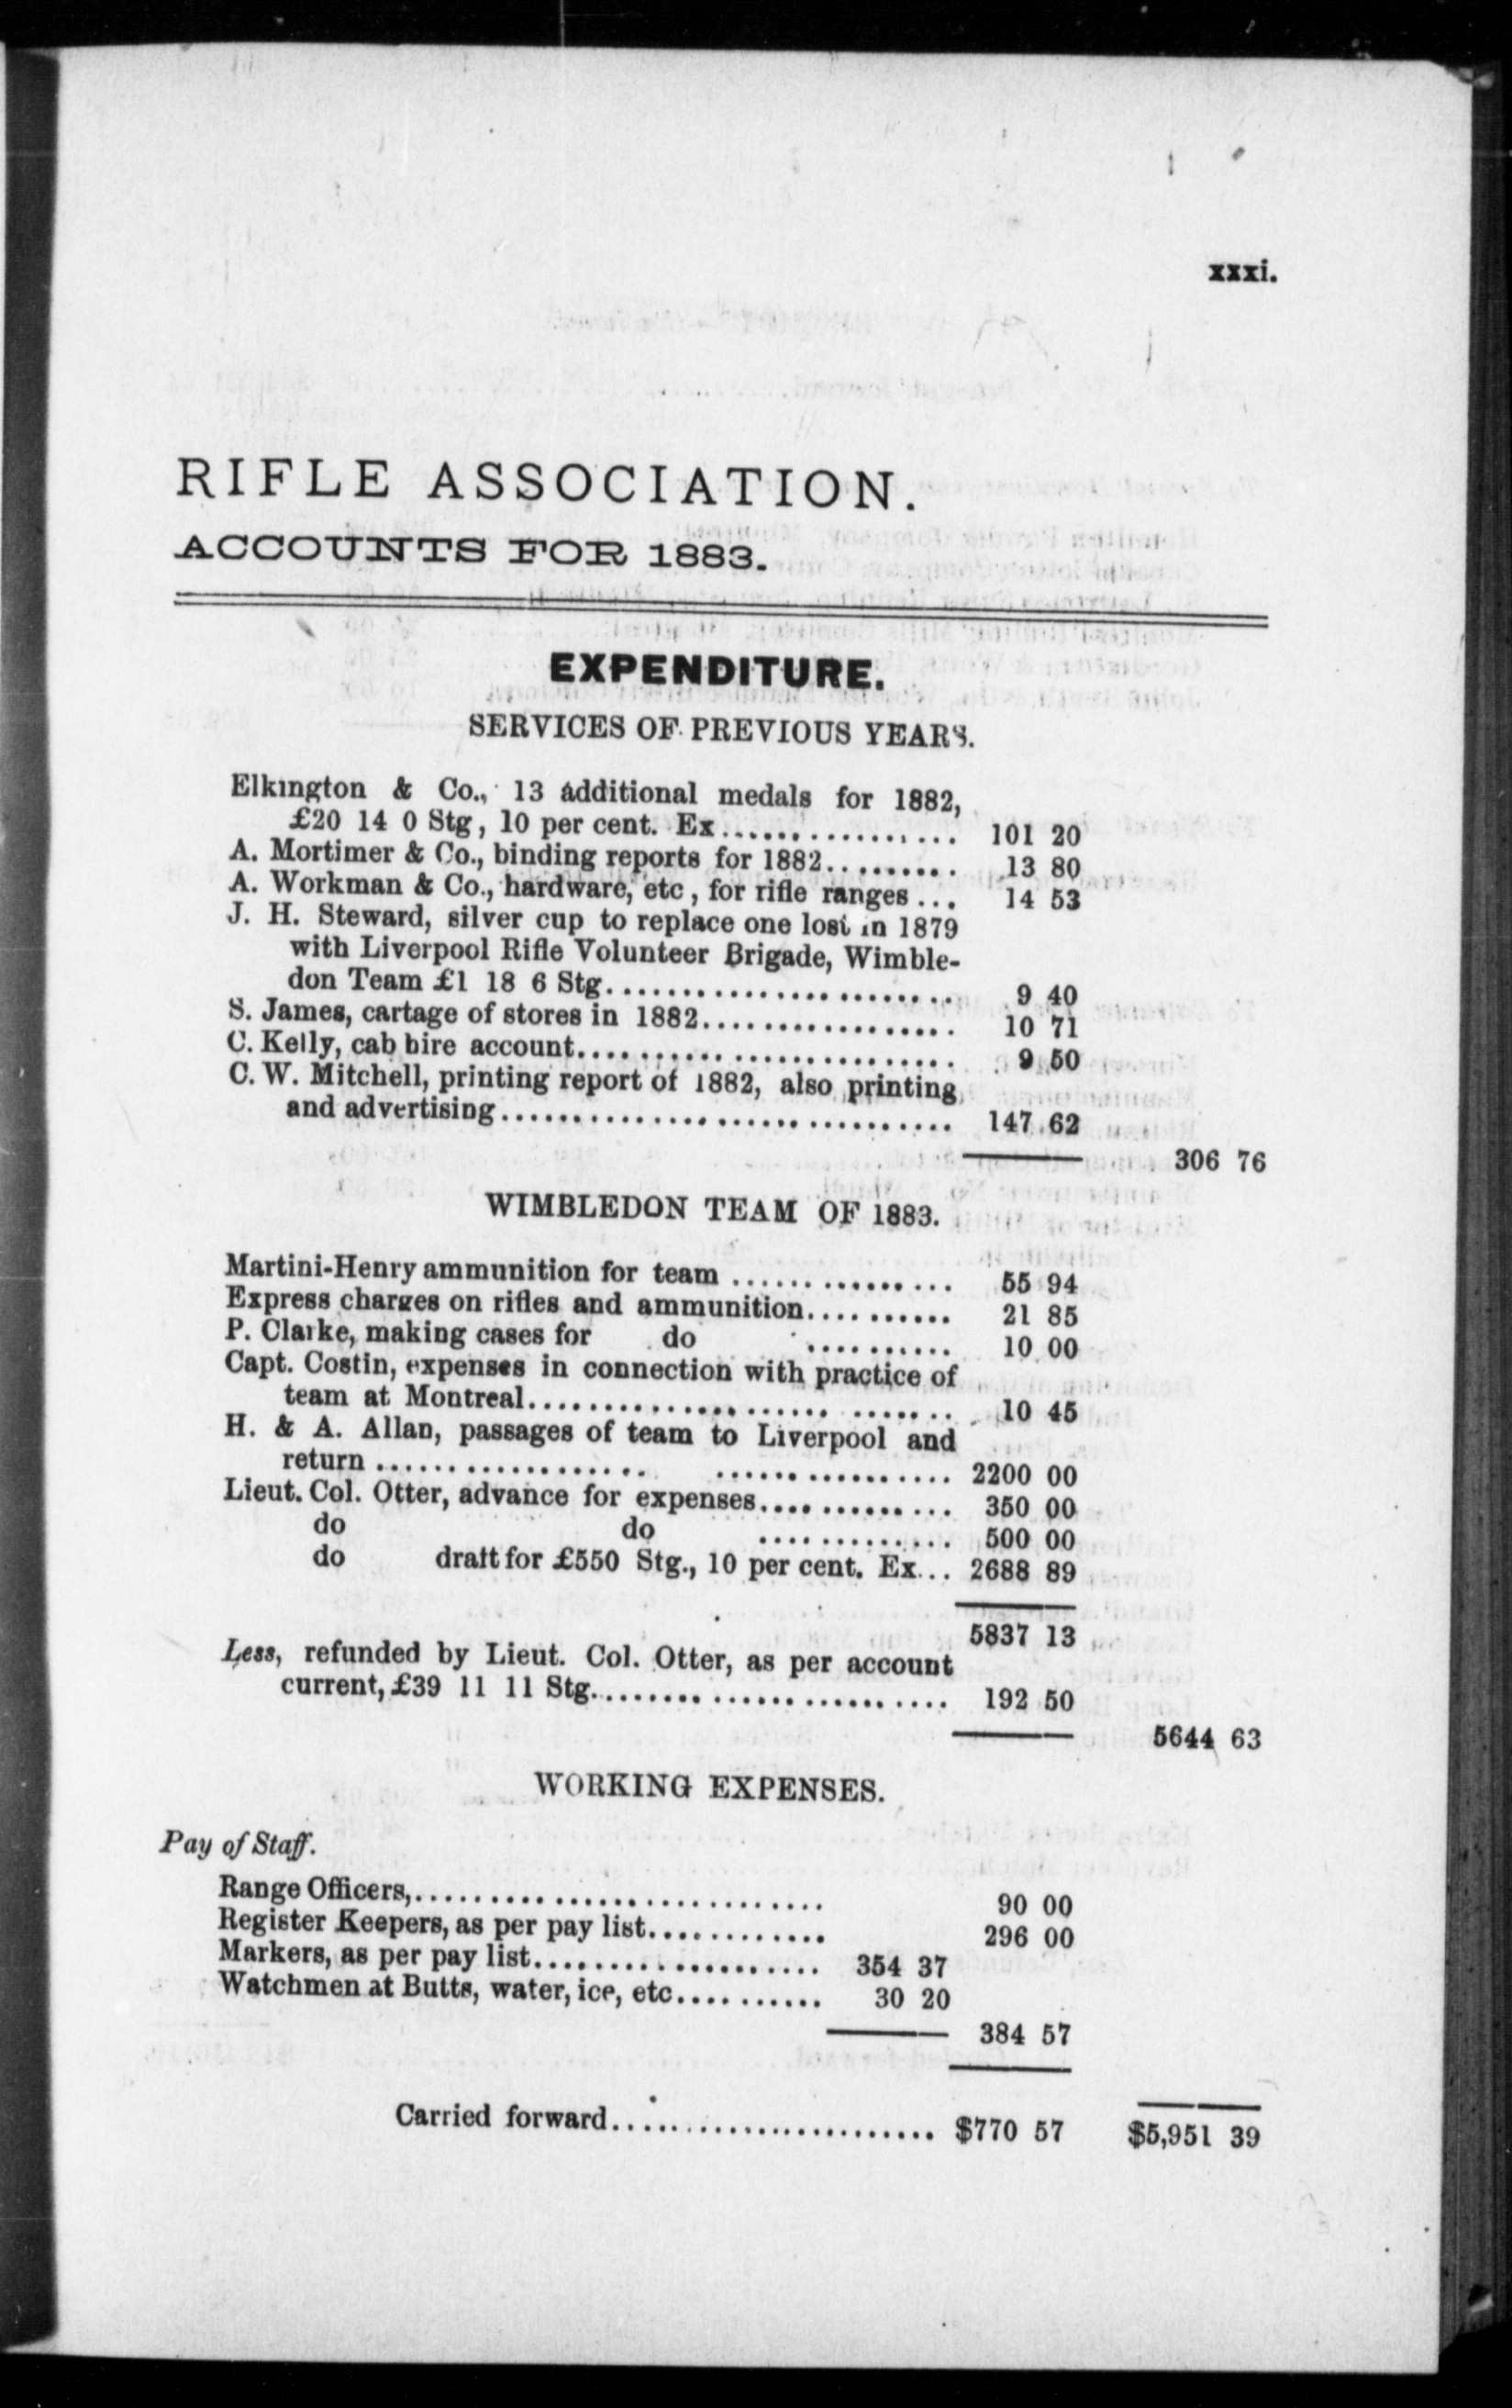 xxxi.
RIFLE ASSOCIATION.
ACCOUNTS FOR 1883.
EXPENDITURE.
SERVICES OF PREVIOUS YEARS.
Elkington & Co., 13 additional medals for 1882,
£20 14 0 Stg, 10 per cent. Ex.................. 101 20
A. Mortimer & Co., binding reports for 1882.......... 13 80
A. Workman & Co., hardware, etc, for rifle ranges... 14 53
J. H. Steward, silver cup to replace one lost in 1879
with Liverpool Rifle Volunteer Brigade, Wimble-
don Team £1 18 6 Stg........................ 9 40
S. James, cartage of stores in 1882.................. 10 71
C. Kelly, cab hire account.......................... 9 50
C. W. Mitchell, printing report of 1882, also printing
and advertising................................ 147 62
306 76
WIMBLEDON TEAM OF 1883.
Martini-Henry ammunition for team ............... 55 94
Express charges on rifles and ammunition........... 21 85
P. Clarke, making cases for do .......... 10 00
Capt. Costin, expenses in connection with practice of
team at Montreal............................ 10 45
H. & A. Allan, passages of team to Liverpool and
return .................. ................ 2200 00
Lieut. Col. Otter, advance for expenses.............. 350 00
do do ............. 500 00
do draft for £550 Stg., 10 per cent. Ex... 2688 89
5837 13
Less, refunded by Lieut. Col. Otter, as per account
current, £39 11 11 Stg......................... 192 50
5644 63
WORKING EXPENSES.
Pay of Staff.
Range Officers,............................ 90 00
Register Keepers, as per pay list............. 296 00
Markers, as per pay list.................... 354 37
Watchmen at Butts, water, ice, etc........... 30 20
384 57
Carried forward........................ $770 57 $5,951 39